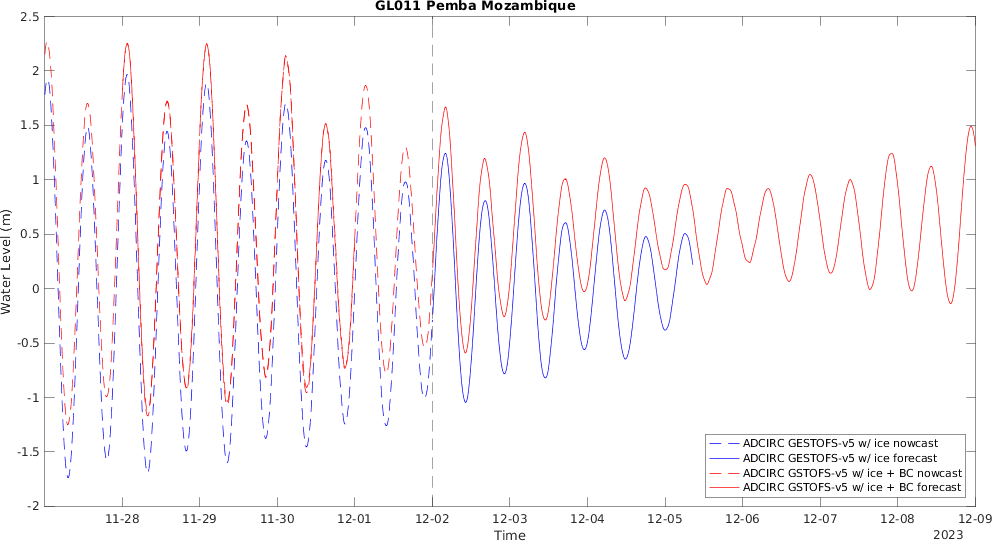 GL011 Pemba Mozambique
2.5
2
1.5
1
0.5
0
-0.5
-1
-1.5
-2
Water Level (m)
ADCIRC GESTOFS-v5 w/ ice nowcast
ADCIRC GESTOFS-v5 w/ ice forecast
ADCIRC GSTOFS-v5 w/ ice + BC nowcast
ADCIRC GSTOFS-v5 w/ ice + BC forecast
11-28 11-29 11-30 12-01 12-02 12-03 12-04 12-05 12-06 12-07 12-08 12-09
Time
2023